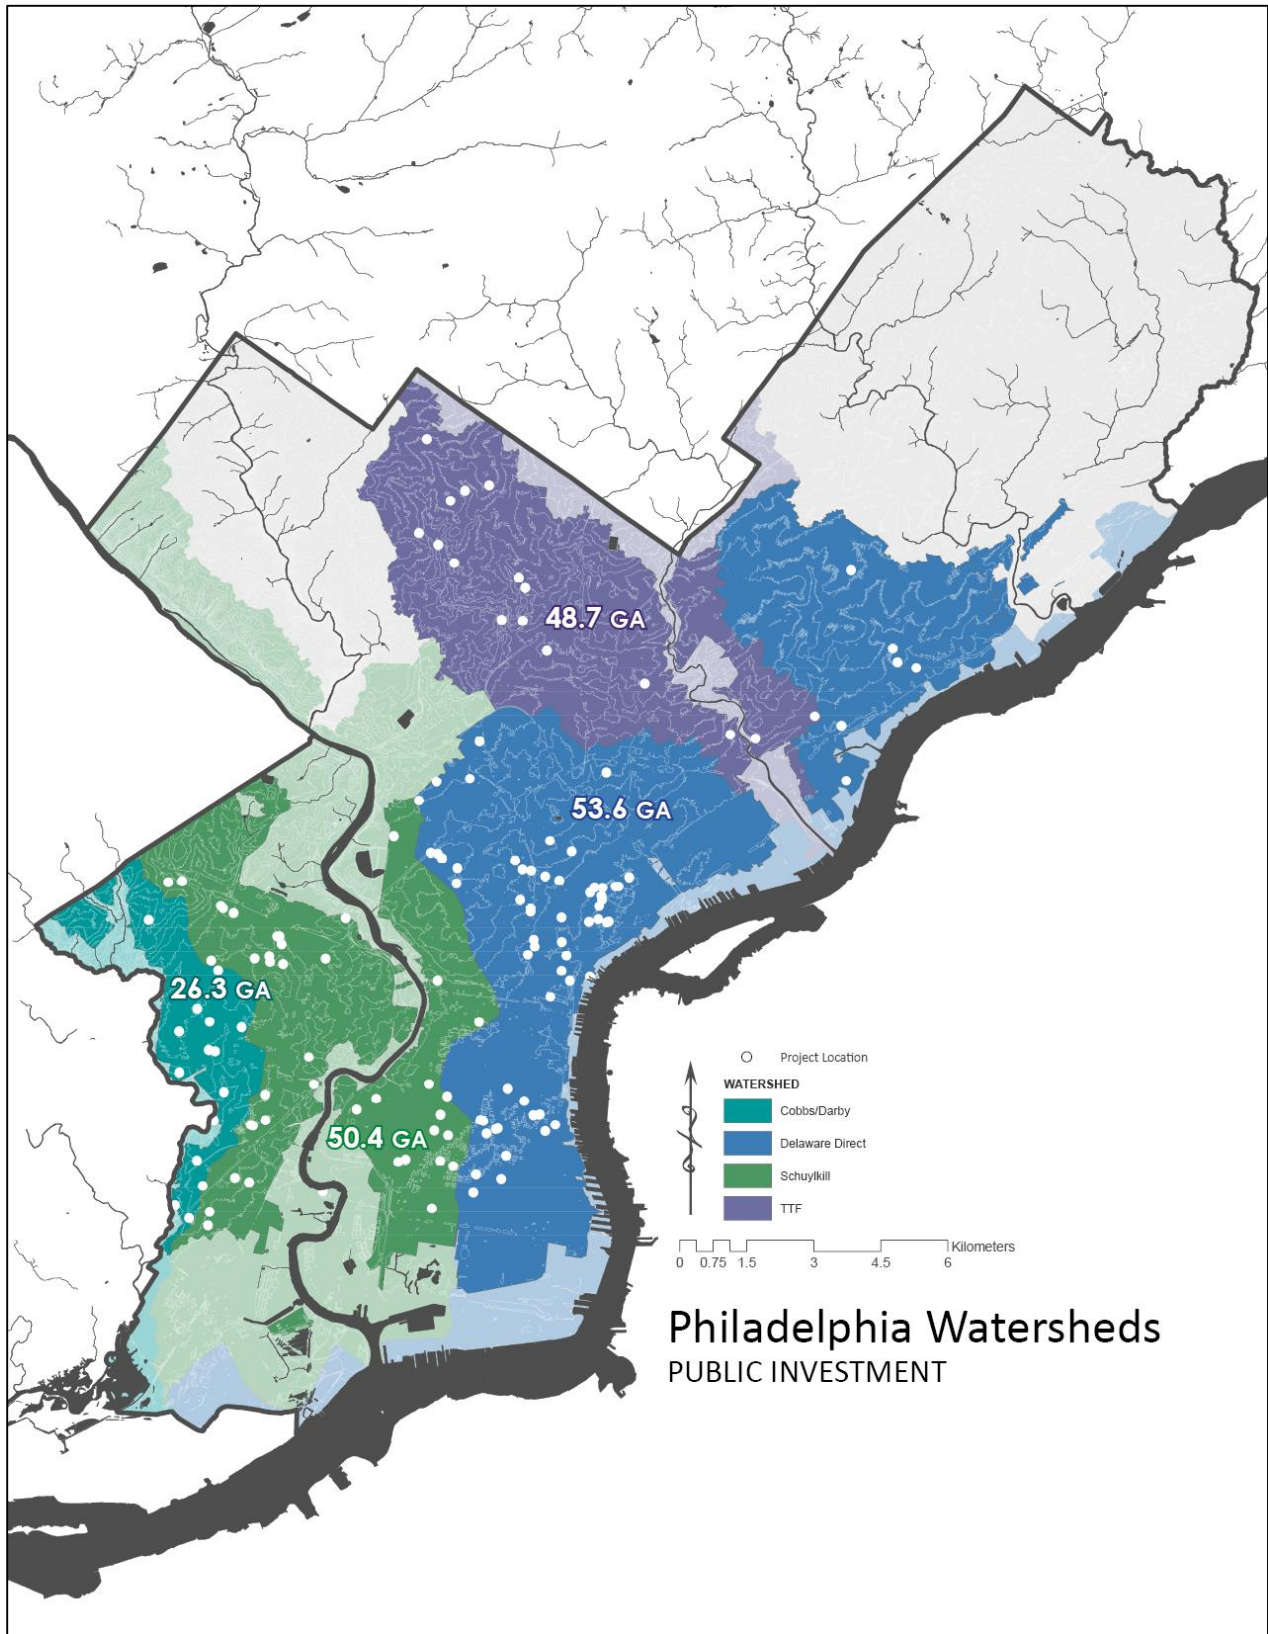 48.7 GA
53.6 GA
26.3 GA
50.4 GA
Project Location
WATERSHED
Cobbs/Darby
Delaware Direct
Schuylkill
TTF
Kilometers
0 0.75 1.5 3 4.5 6
Philadelphia Watersheds
PUBLIC INVESTMENT